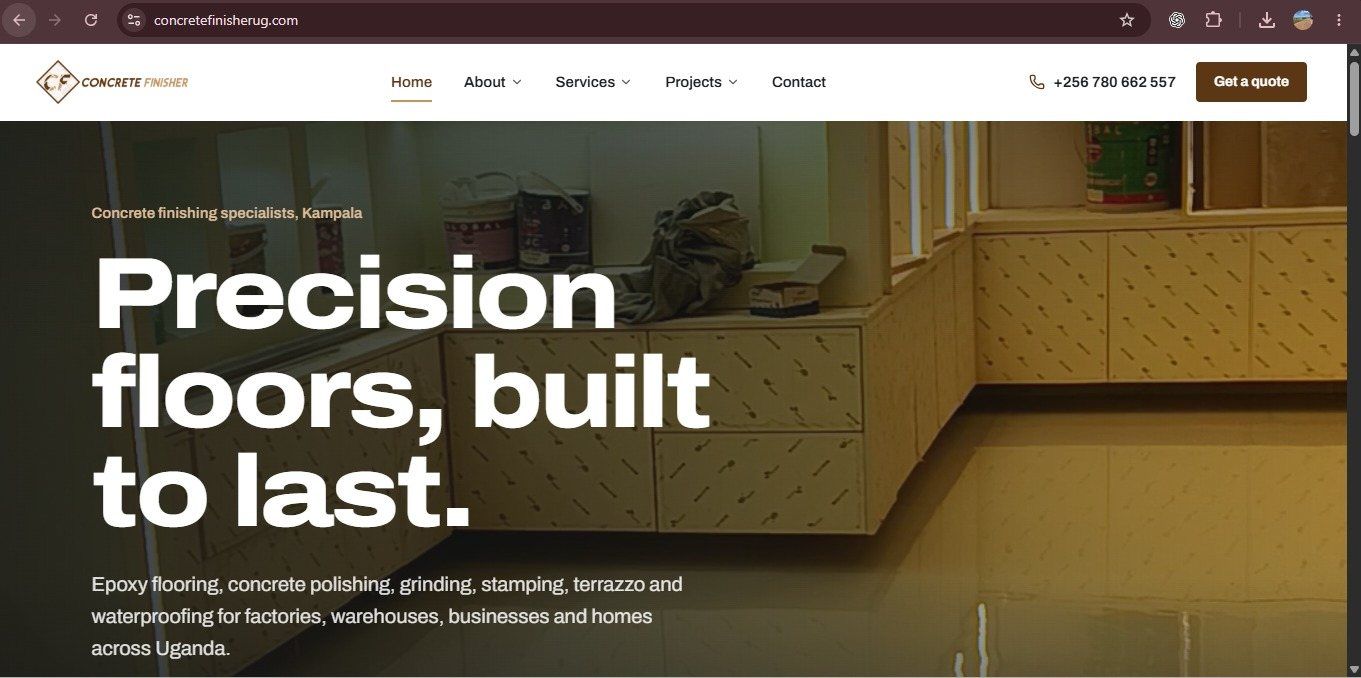 concretefinisherug.com
CF CONCRETE FINISHER
Home
About
Services
Projects
Contact
+256 780 662 557
Get a quote
Concrete finishing specialists, Kampala
Precision
floors, built
to last.
GLOBAL
Epoxy flooring, concrete polishing, grinding, stamping, terrazzo and
waterproofing for factories, warehouses, businesses and homes
across Uganda.